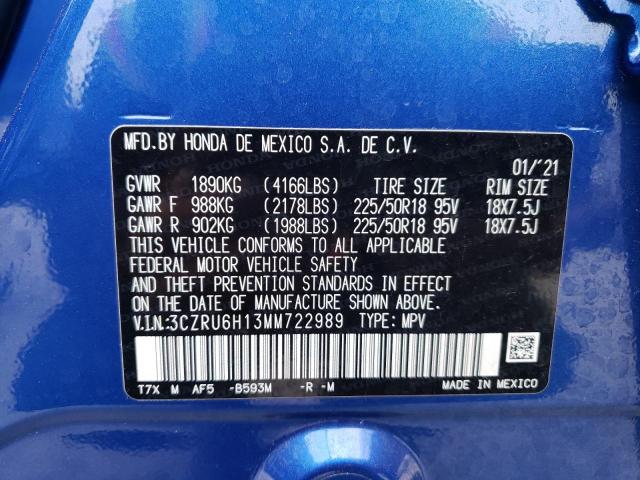 MFD.BY HONDA DE MEXICO S.A. DE C.V.
01/'21
GVWR 1890KG (4166LBS) TIRE SIZE RIM SIZE
GAWR F 988KG (2178LBS) 225/50R18 95V 18X7.5J
GAWR R 902KG (1988LBS) 225/50R18 95V 18X7.5J
THIS VEHICLE CONFORMS TO ALL APPLICABLE
FEDERAL MOTOR VEHICLE SAFETY
AND THEFT PREVENTION STANDARDS IN EFFECT
ON THE DATE OF MANUFACTURE SHOWN ABOVE.
V.I.N:3CZRU6H13MM722989 TYPE: MPV
T7X M AF5 -B593M -R -M MADE IN MEXICO